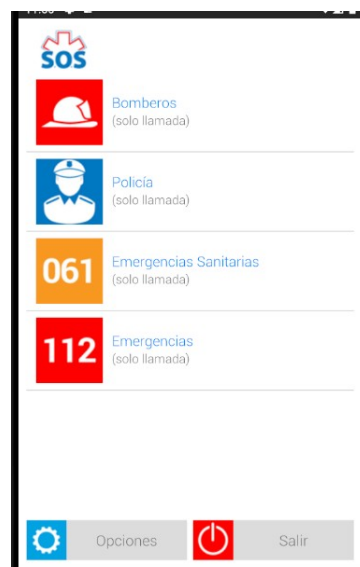 SOS
Bomberos
(solo llamada)
Policía
(solo llamada)
061
Emergencias Sanitarias
(solo llamada)
112
Emergencias
(solo llamada)
Opciones
Salir